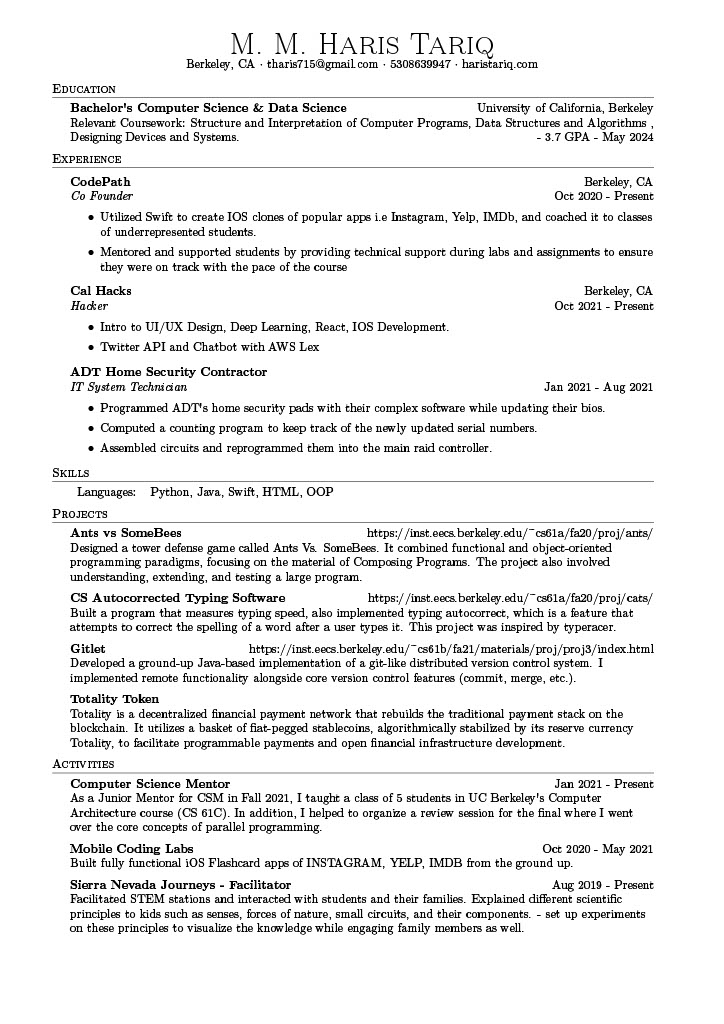 M. M. Haris Tariq
Berkeley, CA · tharis715@gmail.com · 5308639947 · haristariq.com
Education
Bachelor's Computer Science & Data Science University of California, Berkeley
Relevant Coursework: Structure and Interpretation of Computer Programs, Data Structures and Algorithms ,
Designing Devices and Systems. - 3.7 GPA - May 2024
Experience
CodePath Berkeley, CA
Co Founder Oct 2020 - Present
• Utilized Swift to create IOS clones of popular apps i.e Instagram, Yelp, IMDb, and coached it to classes
of underrepresented students.
• Mentored and supported students by providing technical support during labs and assignments to ensure
they were on track with the pace of the course
Cal Hacks Berkeley, CA
Hacker Oct 2021 - Present
• Intro to UI/UX Design, Deep Learning, React, IOS Development.
• Twitter API and Chatbot with AWS Lex
ADT Home Security Contractor
IT System Technician Jan 2021 - Aug 2021
• Programmed ADT's home security pads with their complex software while updating their bios.
• Computed a counting program to keep track of the newly updated serial numbers.
• Assembled circuits and reprogrammed them into the main raid controller.
Skills
Languages: Python, Java, Swift, HTML, OOP
Projects
Ants vs SomeBees https://inst.eecs.berkeley.edu/~cs61a/fa20/proj/ants/
Designed a tower defense game called Ants Vs. SomeBees. It combined functional and object-oriented
programming paradigms, focusing on the material of Composing Programs. The project also involved
understanding, extending, and testing a large program.
CS Autocorrected Typing Software https://inst.eecs.berkeley.edu/~cs61a/fa20/proj/cats/
Built a program that measures typing speed, also implemented typing autocorrect, which is a feature that
attempts to correct the spelling of a word after a user types it. This project was inspired by typeracer.
Gitlet https://inst.eecs.berkeley.edu/~cs61b/fa21/materials/proj/proj3/index.html
Developed a ground-up Java-based implementation of a git-like distributed version control system. I
implemented remote functionality alongside core version control features (commit, merge, etc.).
Totality Token
Totality is a decentralized financial payment network that rebuilds the traditional payment stack on the
blockchain. It utilizes a basket of fiat-pegged stablecoins, algorithmically stabilized by its reserve currency
Totality, to facilitate programmable payments and open financial infrastructure development.
Activities
Computer Science Mentor Jan 2021 - Present
As a Junior Mentor for CSM in Fall 2021, I taught a class of 5 students in UC Berkeley's Computer
Architecture course (CS 61C). In addition, I helped to organize a review session for the final where I went
over the core concepts of parallel programming.
Mobile Coding Labs Oct 2020 - May 2021
Built fully functional iOS Flashcard apps of INSTAGRAM, YELP, IMDB from the ground up.
Sierra Nevada Journeys - Facilitator Aug 2019 - Present
Facilitated STEM stations and interacted with students and their families. Explained different scientific
principles to kids such as senses, forces of nature, small circuits, and their components. - set up experiments
on these principles to visualize the knowledge while engaging family members as well.